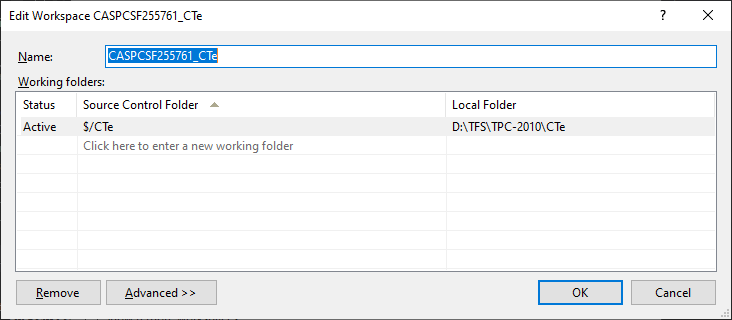 Edit Workspace CASPCSF255761_CTe ? ×
Name: CASPCSF255761_CTe
Working folders:
Status Source Control Folder Local Folder
Active $/CTe D:\TFS\TPC-2010\CTe
Click here to enter a new working folder
Remove Advanced >> OK Cancel